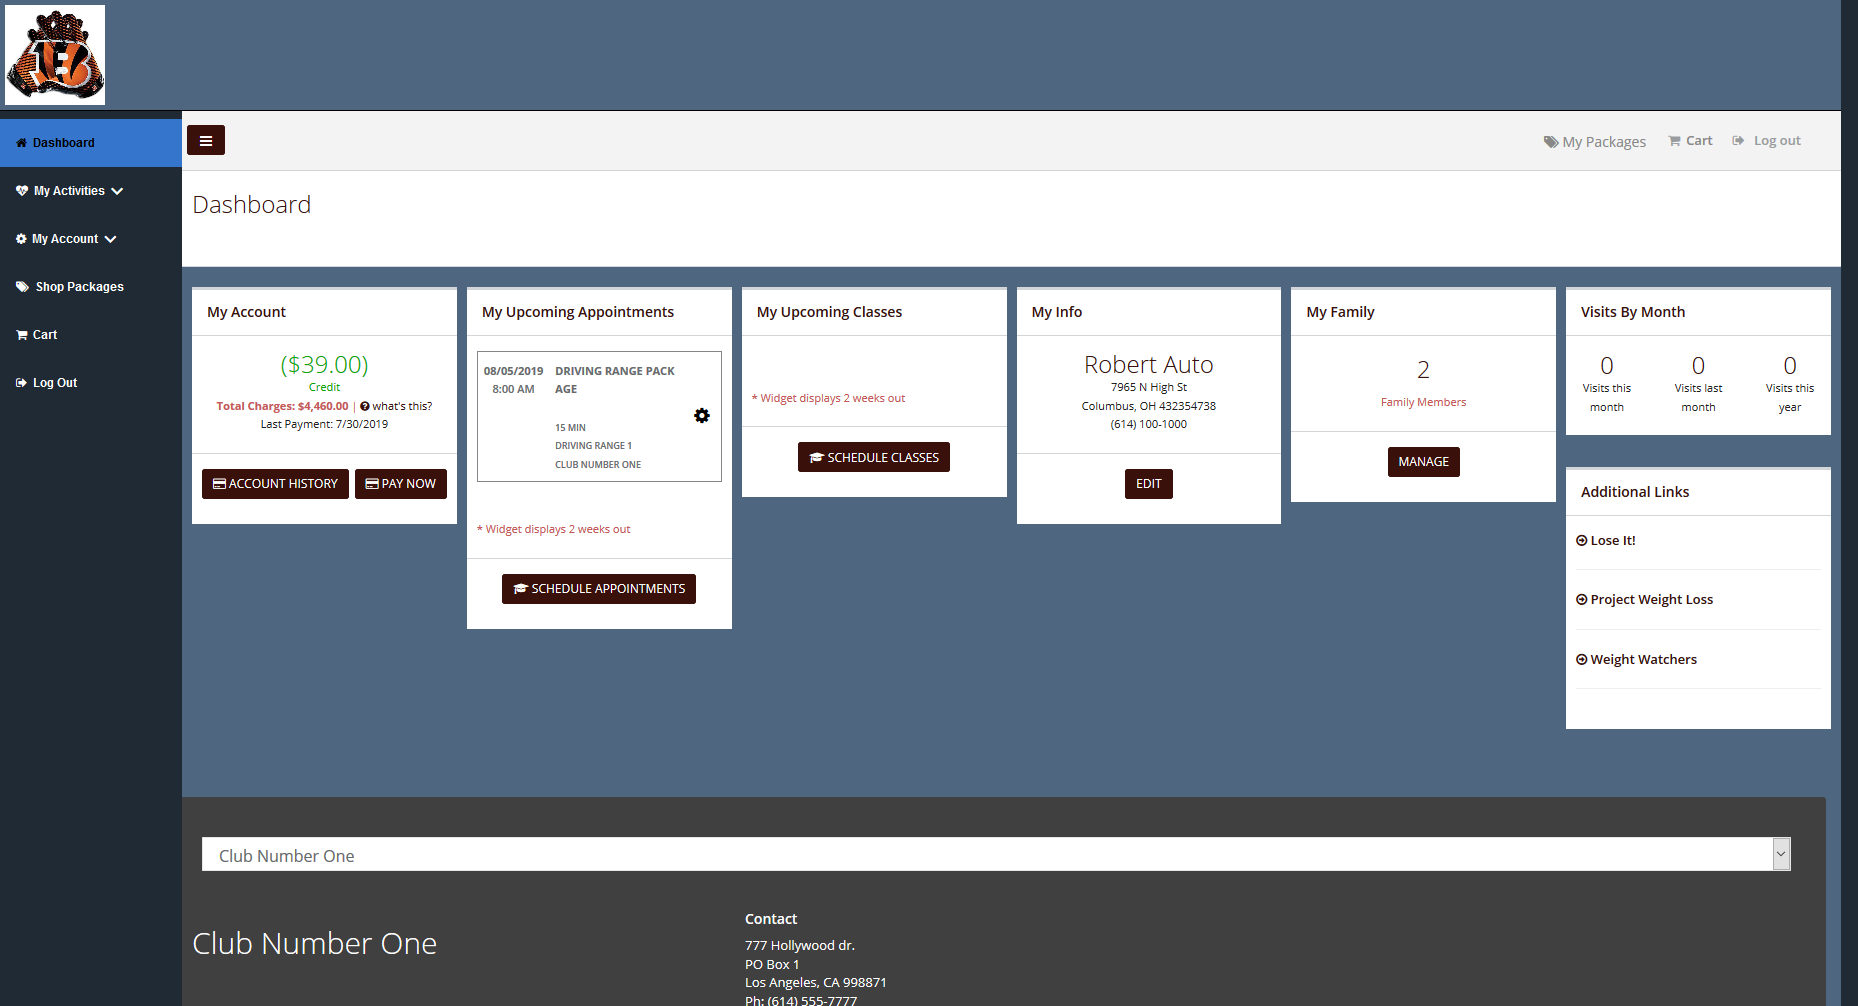 Dashboard
My Activities
My Account
Shop Packages
Cart
Log Out
My Packages
Cart
Log out
Dashboard
My Account
($39.00)
Credit
Total Charges: $4,460.00 | what's this?
Last Payment: 7/30/2019
ACCOUNT HISTORY
PAY NOW
My Upcoming Appointments
08/05/2019
8:00 AM
DRIVING RANGE PACK
AGE
15 MIN
DRIVING RANGE 1
CLUB NUMBER ONE
* Widget displays 2 weeks out
SCHEDULE APPOINTMENTS
My Upcoming Classes
* Widget displays 2 weeks out
SCHEDULE CLASSES
My Info
Robert Auto
7965 N High St
Columbus, OH 432354738
(614) 100-1000
EDIT
My Family
2
Family Members
MANAGE
Visits By Month
0
Visits this
month
0
Visits last
month
0
Visits this
year
Additional Links
Lose It!
Project Weight Loss
Weight Watchers
Club Number One
Club Number One
Contact
777 Hollywood dr.
PO Box 1
Los Angeles, CA 998871
Ph: (614) 555-7777